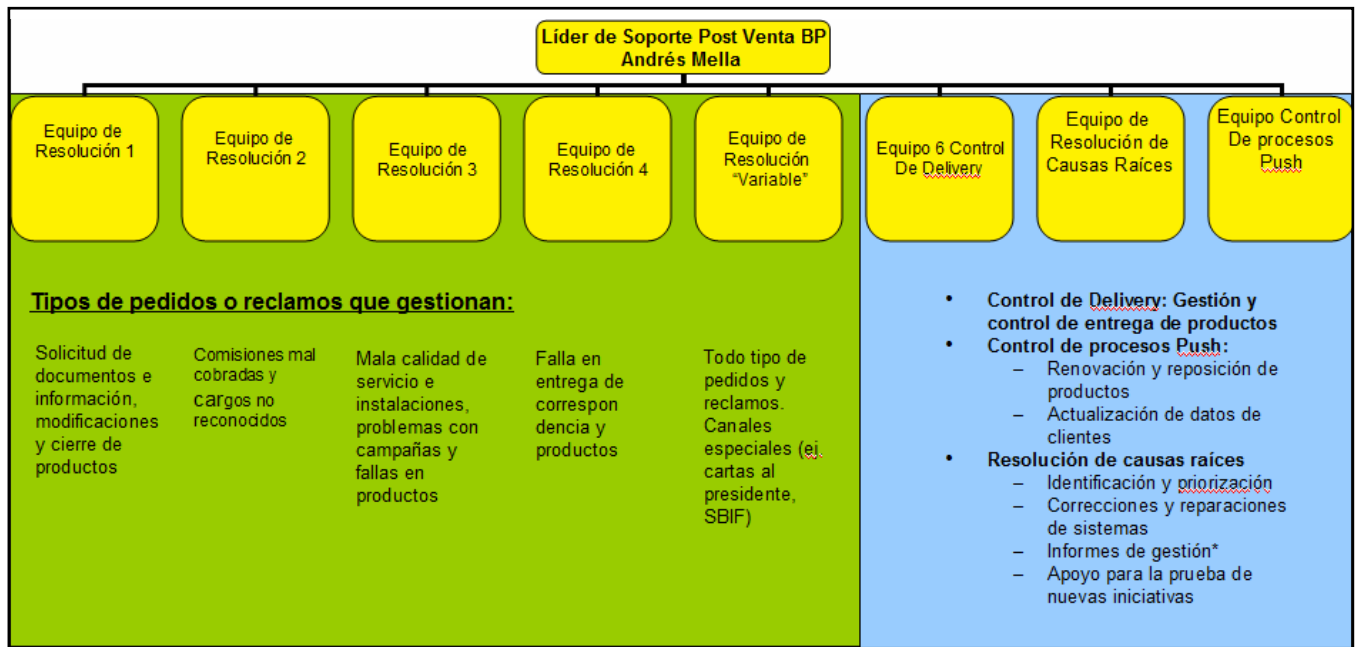 Líder de Soporte Post Venta BP
Andrés Mella
Equipo de
Resolución 1
Equipo de
Resolución 2
Equipo de
Resolución 3
Equipo de
Resolución 4
Equipo de
Resolución
“Variable”
Equipo 6 Control
De Delivery
Equipo de
Resolución de
Causas Raíces
Equipo Control
De procesos
Push
Tipos de pedidos o reclamos que gestionan:
Solicitud de
documentos e
información,
modificaciones
y cierre de
productos
Comisiones mal
cobradas y
cargos no
reconocidos
Mala calidad de
servicio e
instalaciones,
problemas con
campañas y
fallas en
productos
Falla en
entrega de
correspon
dencia y
productos
Todo tipo de
pedidos y
reclamos.
Canales
especiales (ej.
cartas al
presidente,
SBIF)
• Control de Delivery: Gestión y
control de entrega de productos
• Control de procesos Push:
– Renovación y reposición de
productos
– Actualización de datos de
clientes
• Resolución de causas raíces
– Identificación y priorización
– Correcciones y reparaciones
de sistemas
– Informes de gestión*
– Apoyo para la prueba de
nuevas iniciativas